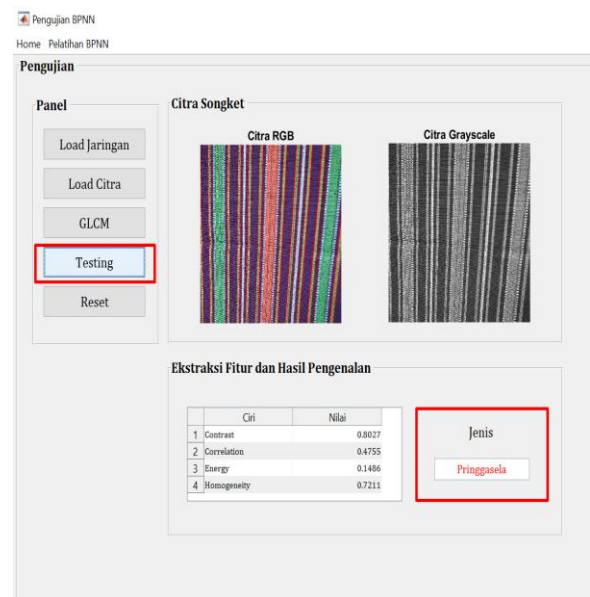 Pengujian BPNN
Home Pelatihan BPNN
Pengujian
Panel
Load Jaringan
Load Citra
GLCM
Testing
Reset
Citra Songket
Citra RGB
Citra Grayscale
Ekstraksi Fitur dan Hasil Pengenalan
Ciri Nilai
1 Contrast 0.8027
2 Correlation 0.4755
3 Energy 0.1486
4 Homogeneity 0.7211
Jenis
Pringgasela